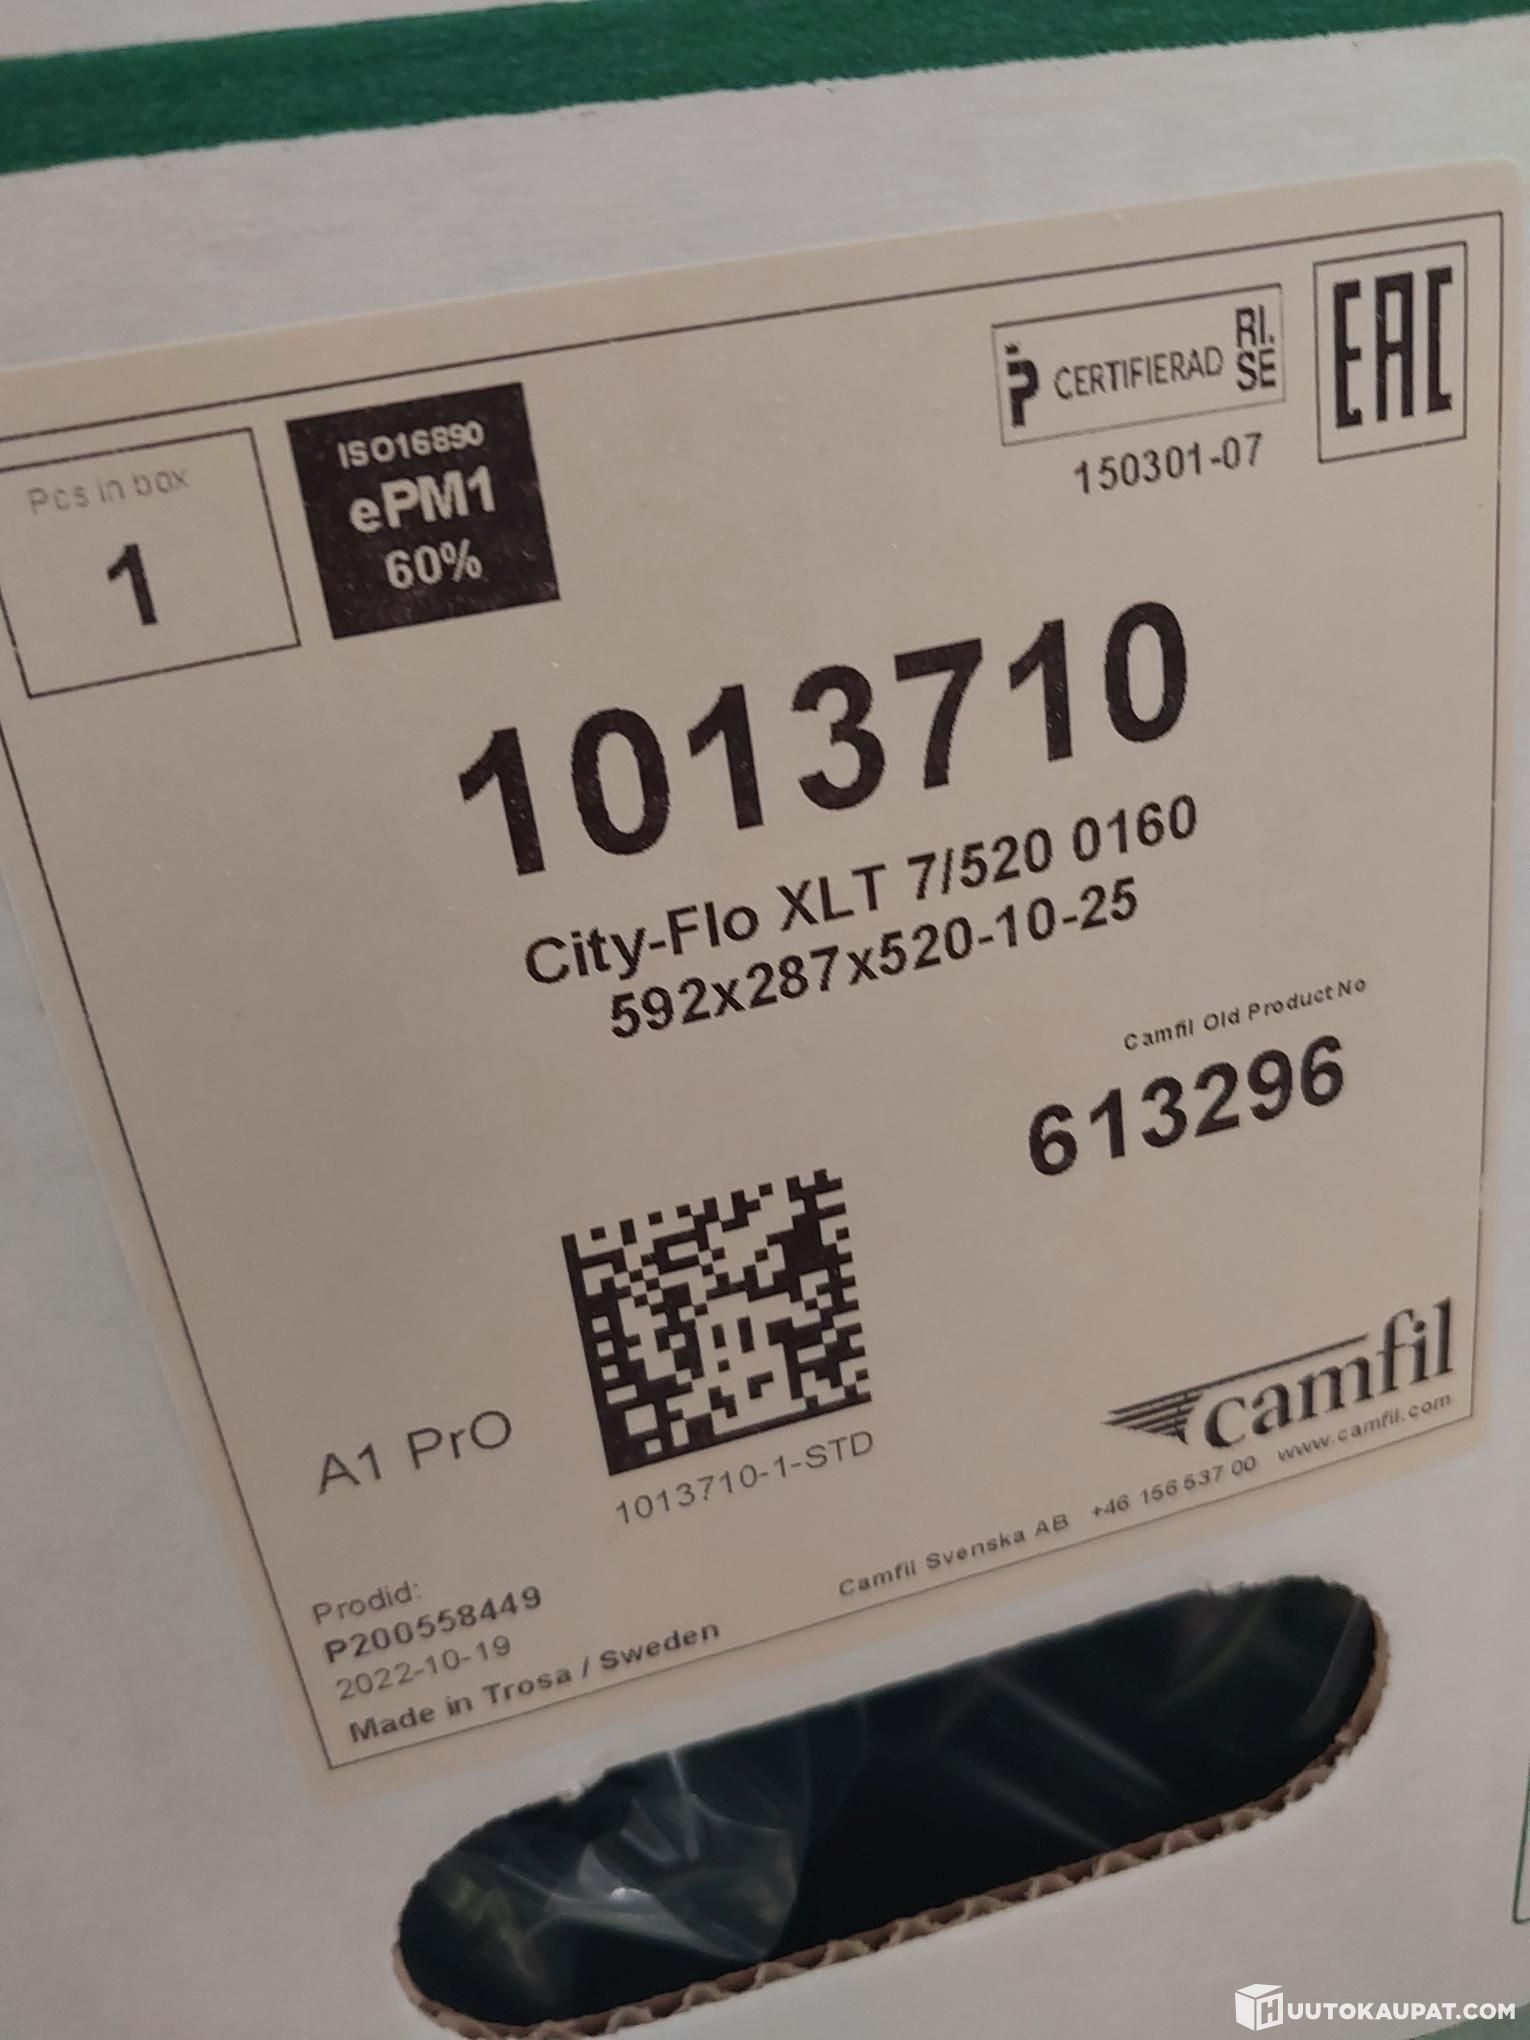 Pcs in box
1
ISO16890
ePM1
60%
P CERTIFIERAD RI.
SE
150301-07
EAC
1013710
City-Flo XLT 7/520 0160
592x287x520-10-25
Camfil Old Product No
613296
A1 PrO
1013710-1-STD
camfil
Prodid:
P200558449
2022-10-19
Made in Trosa / Sweden
Camfil Svenska AB +46 156 537 00 www.camfil.com
HUUTOKAUPAT.COM